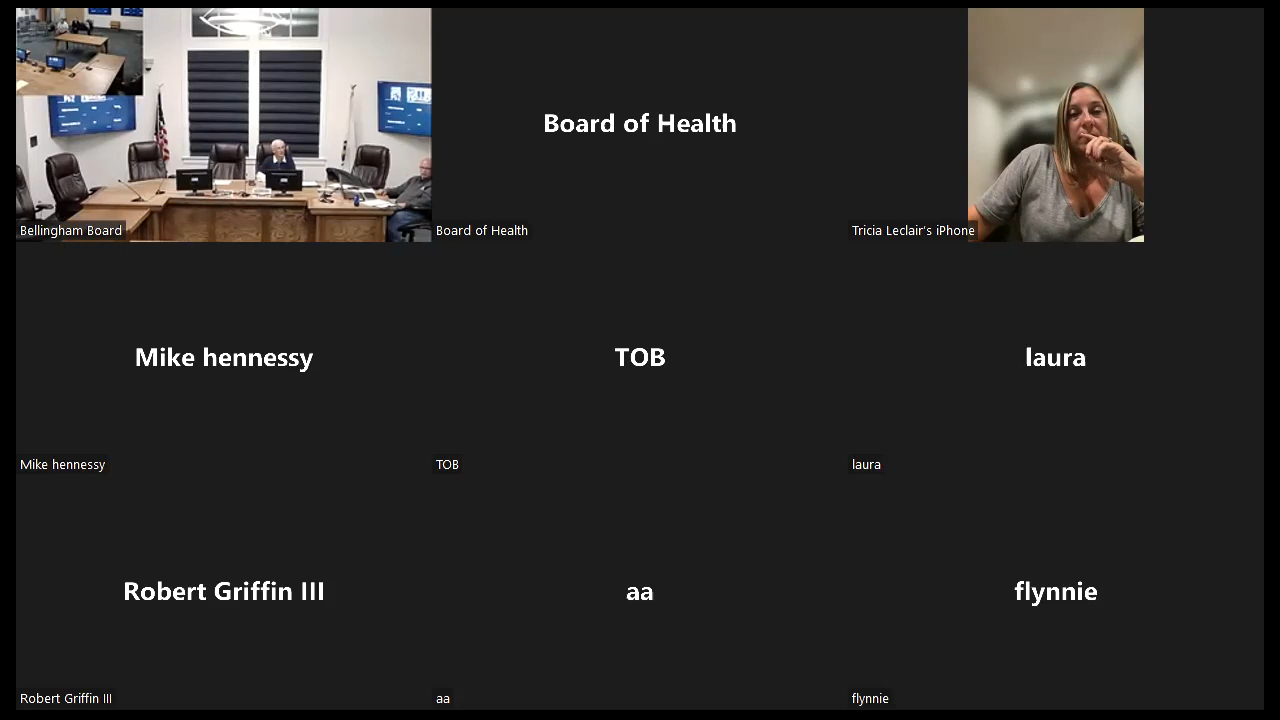 Board of Health
Bellingham Board
Board of Health
Tricia Leclair's iPhone
Mike hennessy
TOB
laura
Mike hennessy
TOB
laura
Robert Griffin III
aa
flynnie
Robert Griffin III
aa
flynnie